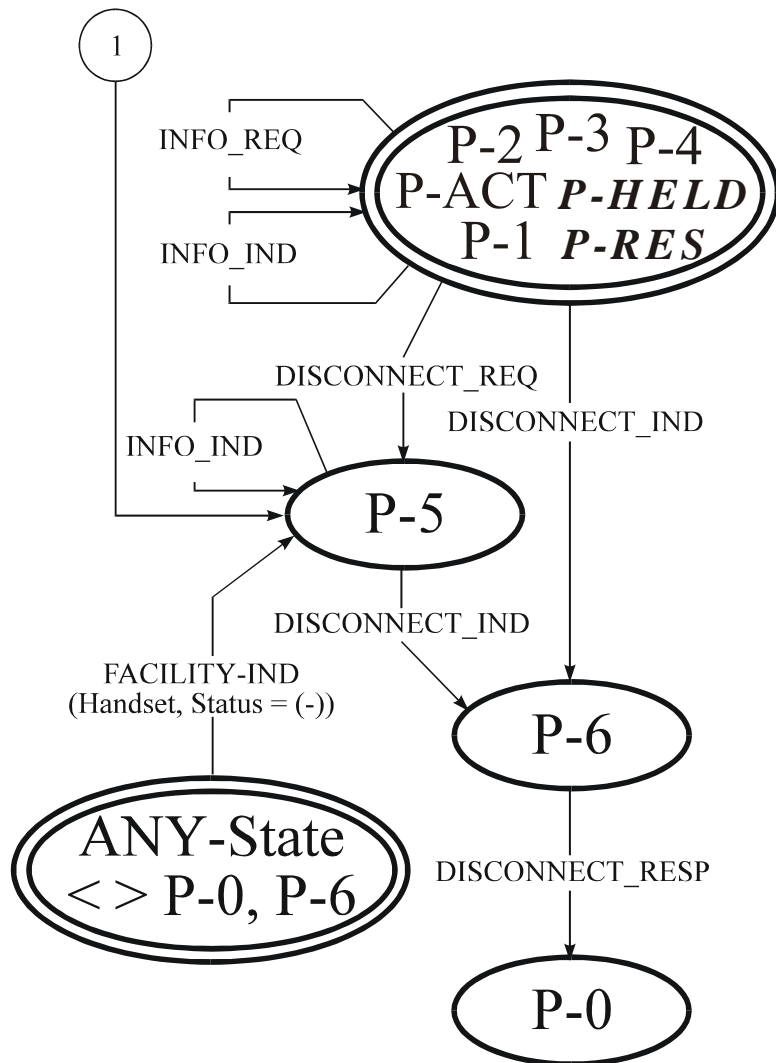 1
INFO_REQ
P-2 P-3 P-4
P-ACT P-HELD
P-1 P-RES
INFO_IND
DISCONNECT_REQ
DISCONNECT_IND
INFO_IND
P-5
DISCONNECT_IND
FACILITY-IND
(Handset, Status = (-))
P-6
ANY-State
< > P-0, P-6
DISCONNECT_RESP
P-0